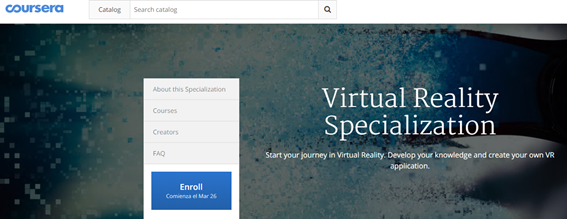 coursera
Catalog
Search catalog
About this Specialization
Courses
Creators
FAQ
Enroll
Comienza el Mar 26
Virtual Reality
Specialization
Start your journey in Virtual Reality. Develop your knowledge and create your own VR
application.